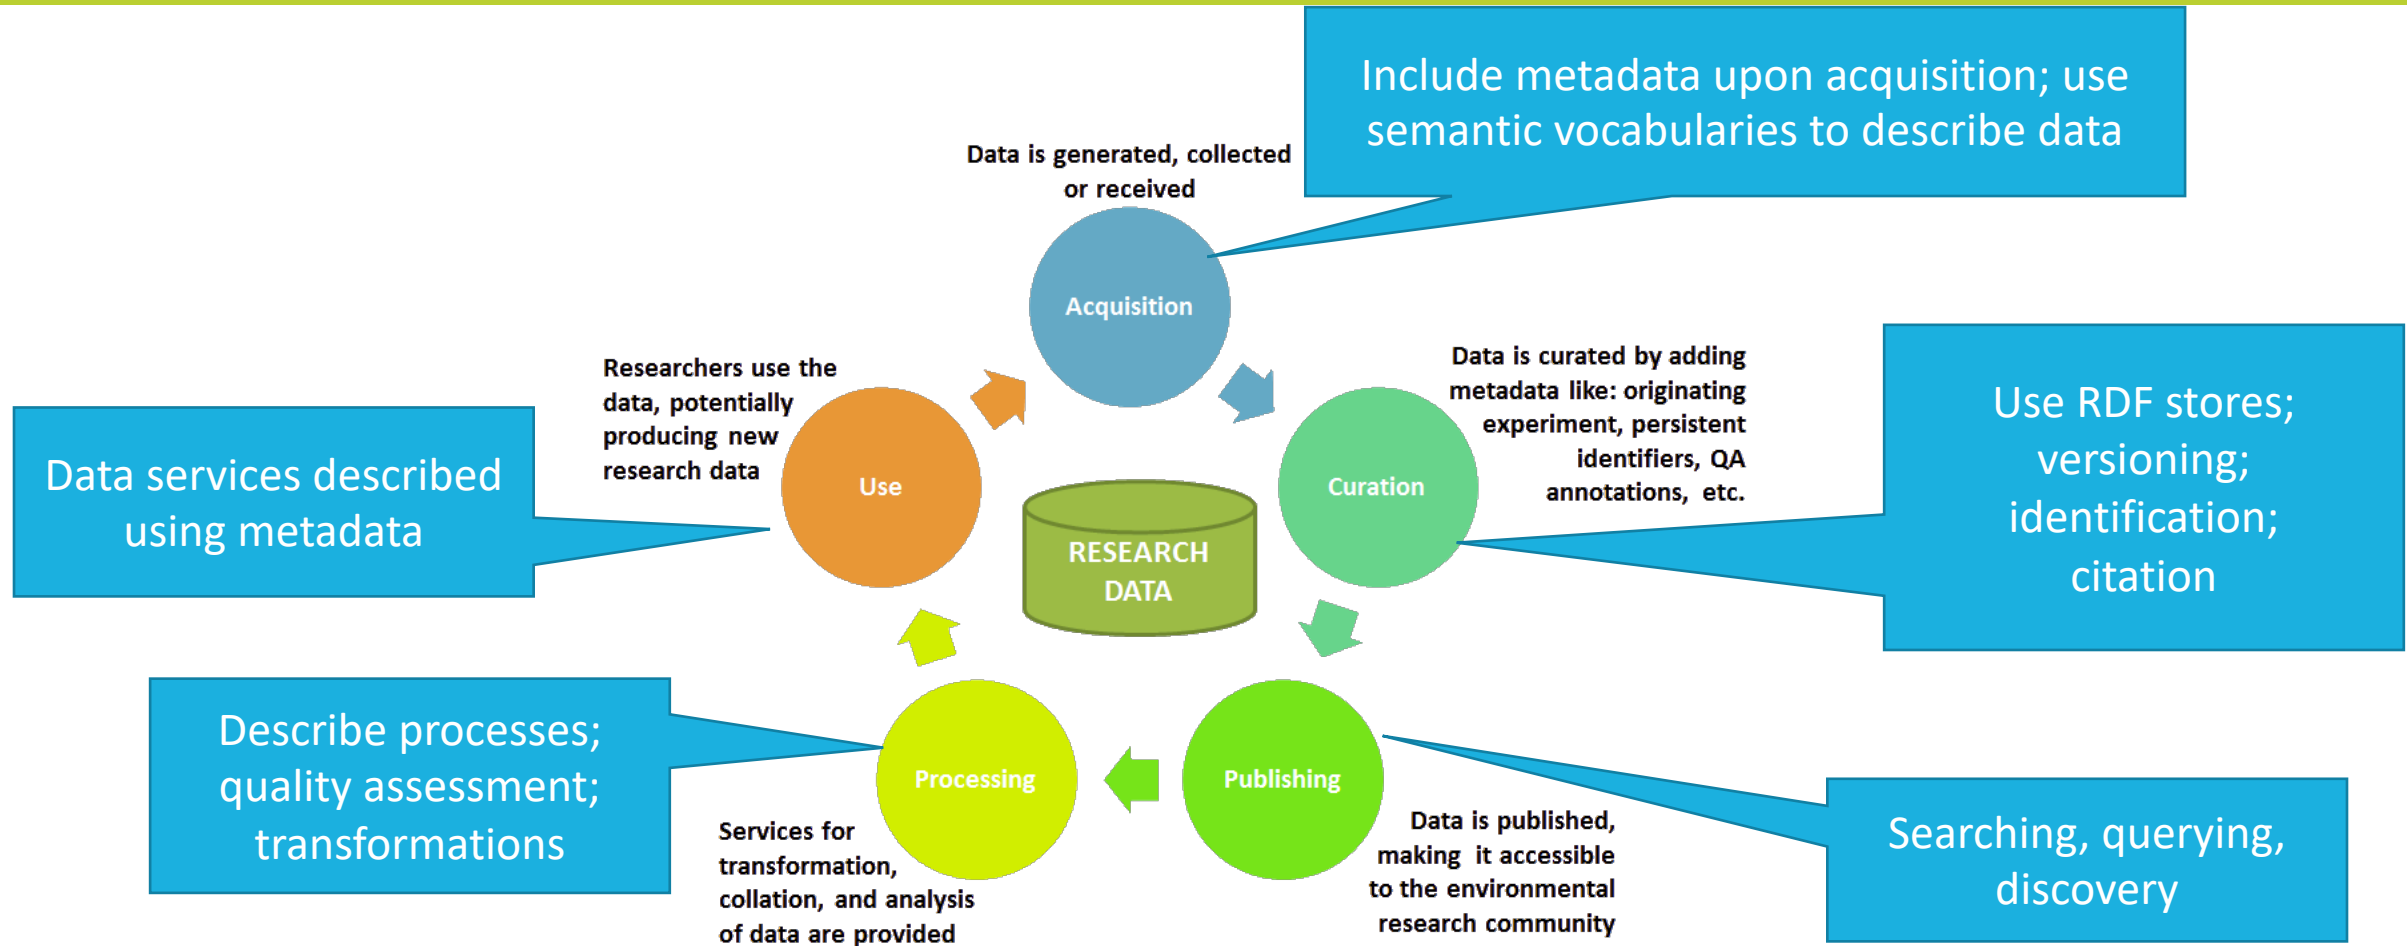 Include metadata upon acquisition; use
semantic vocabularies to describe data
Data is generated, collected
or received
Acquisition
Researchers use the
data, potentially
producing new
research data
Data is curated by adding
metadata like: originating
experiment, persistent
identifiers, QA
annotations, etc.
Use RDF stores;
versioning;
identification;
citation
Data services described
using metadata
Use
Curation
RESEARCH
DATA
Describe processes;
quality assessment;
transformations
Processing
Publishing
Services for
transformation,
collation, and analysis
of data are provided
Data is published,
making it accessible
to the environmental
research community
Searching, querying,
discovery